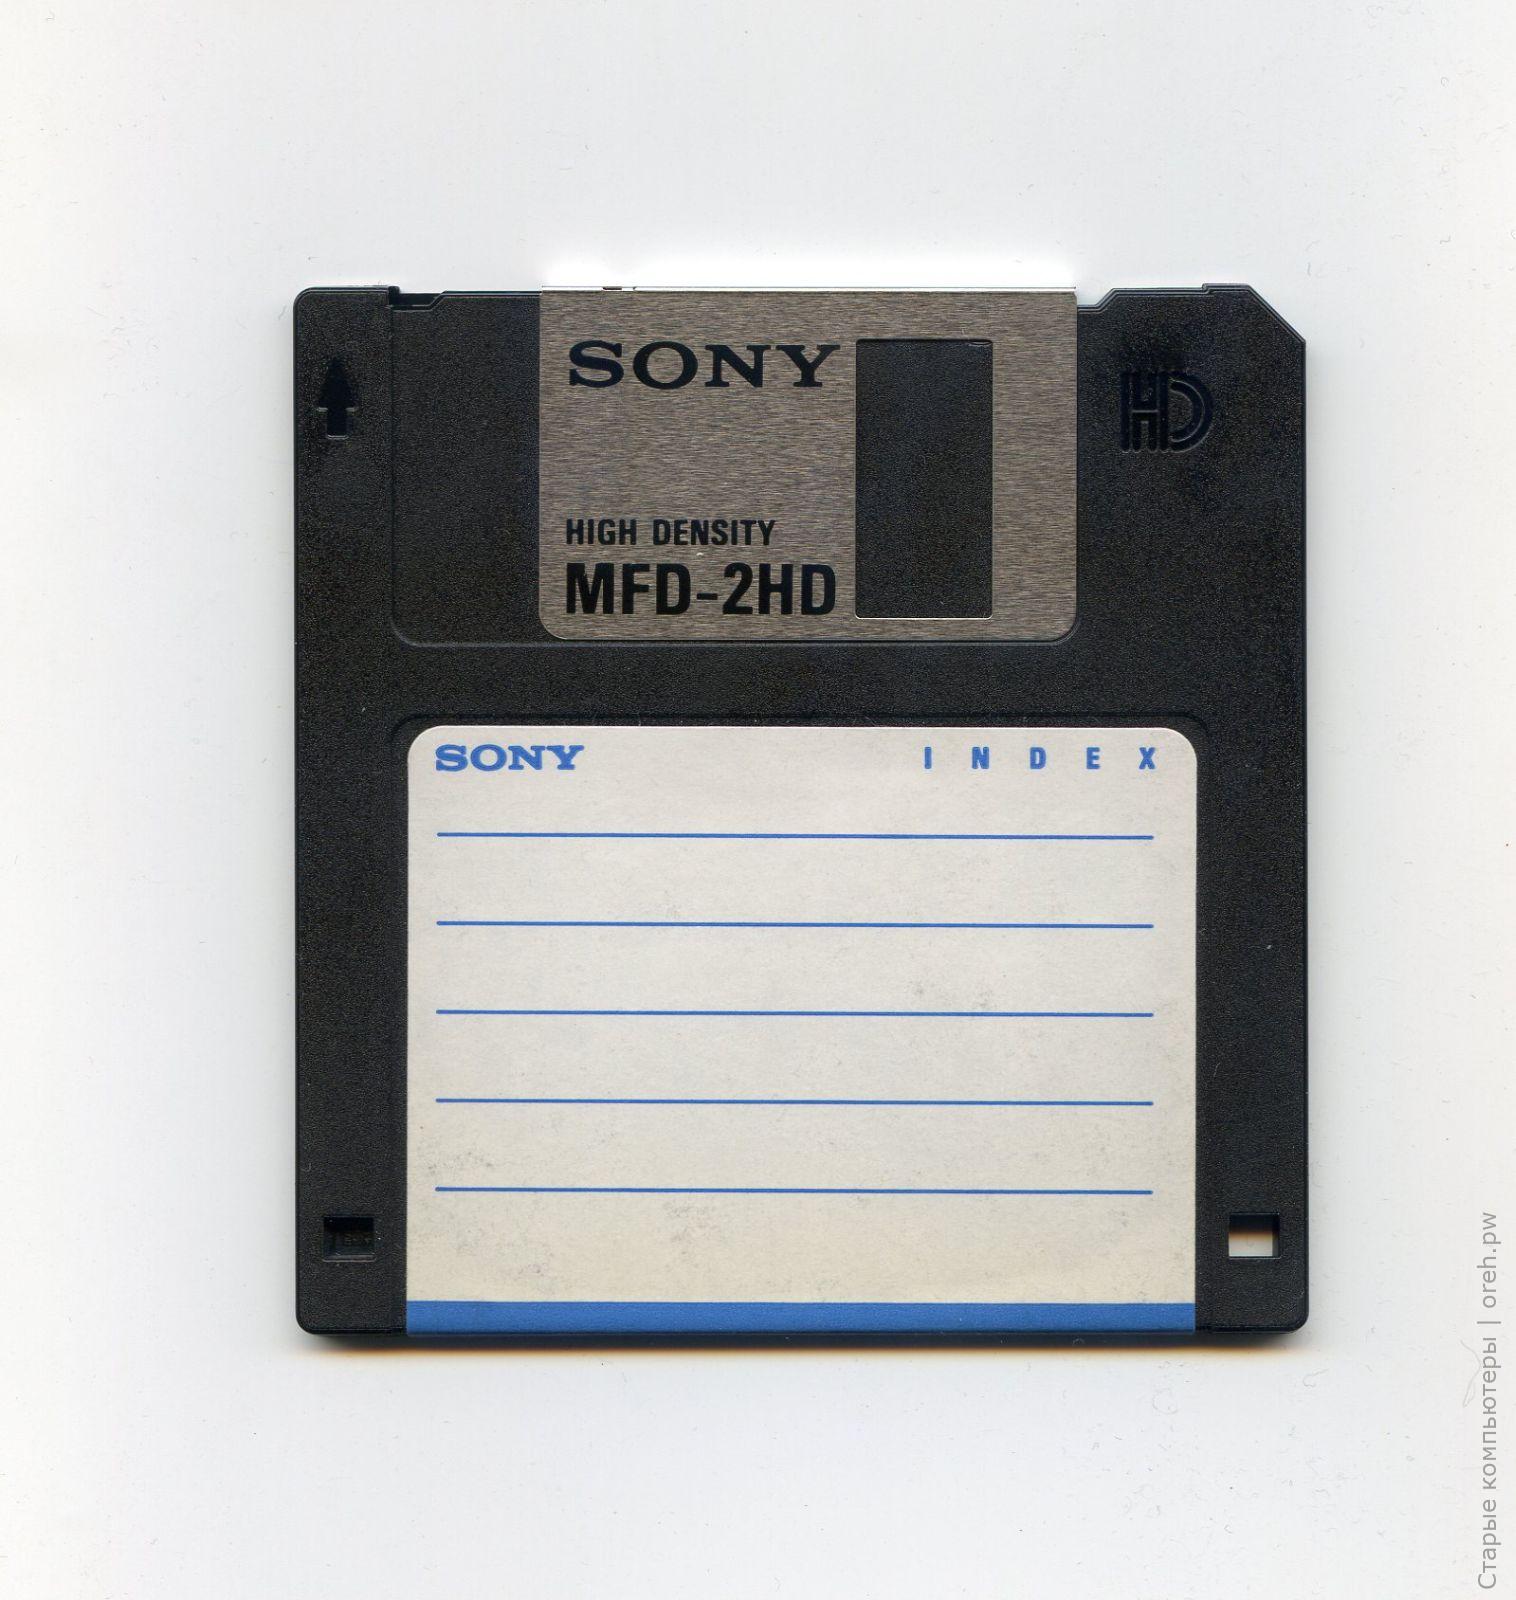 SONY
HD
HIGH DENSITY
MFD-2HD
SONY INDEX
Старые компьютеры | oreh.pw